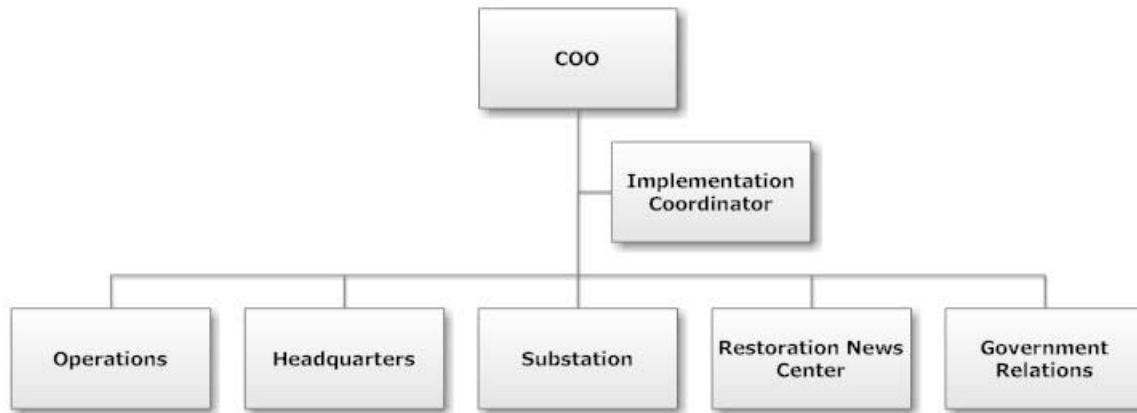 COO
Implementation
Coordinator
Operations
Headquarters
Substation
Restoration News
Center
Government
Relations